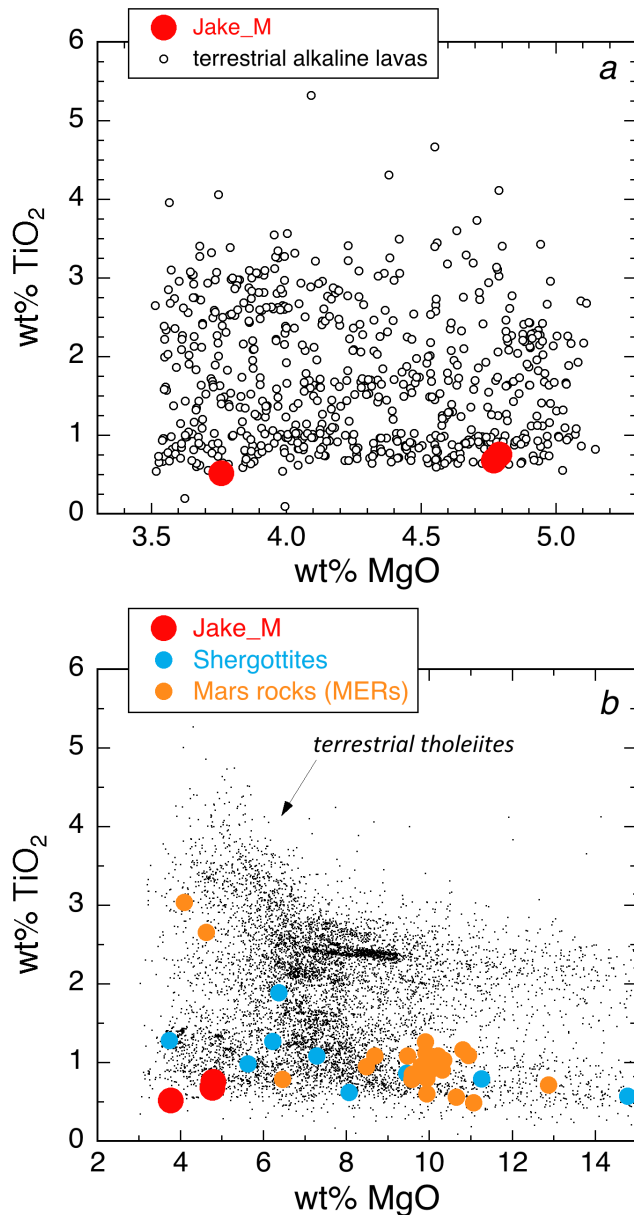 Jake_M
terrestrial alkaline lavas
a
6
5
4
3
2
1
0
wt% TiO2
3.5 4.0 4.5 5.0
wt% MgO
Jake_M
Shergottites
Mars rocks (MERs)
b
terrestrial tholeiites
6
5
4
3
2
1
0
wt% TiO2
2 4 6 8 10 12 14
wt% MgO